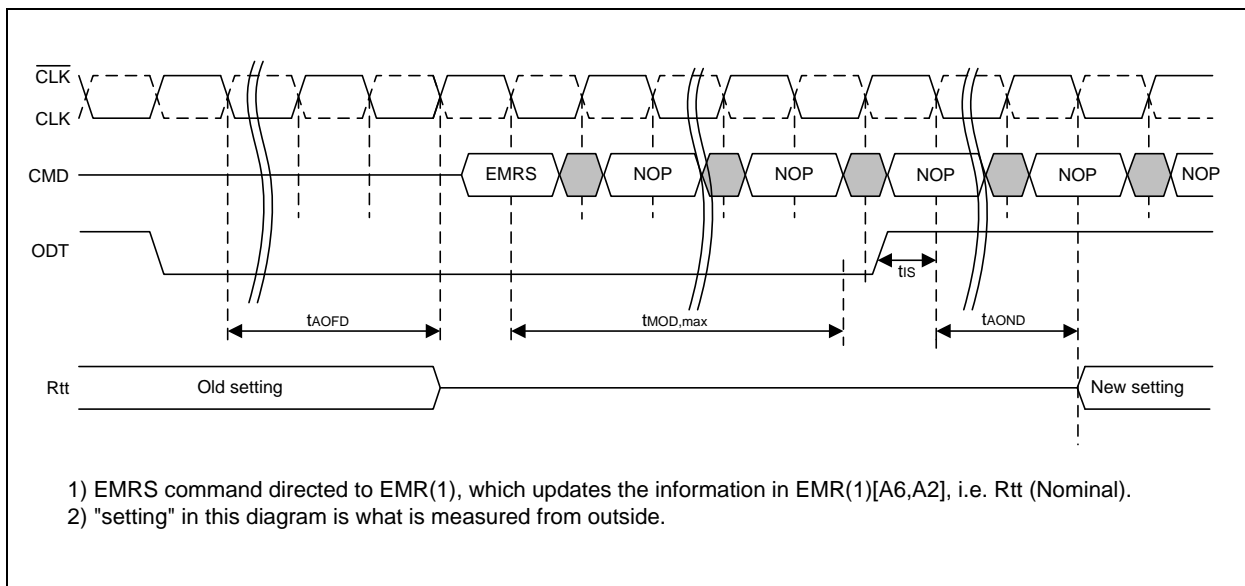 CLK
CLK
CMD
EMRS
NOP
NOP
NOP
NOP
NOP
ODT
tIS
tAOFD
tMOD,max
tAOND
Rtt
Old setting
New setting
1) EMRS command directed to EMR(1), which updates the information in EMR(1)[A6,A2], i.e. Rtt (Nominal).
2) "setting" in this diagram is what is measured from outside.